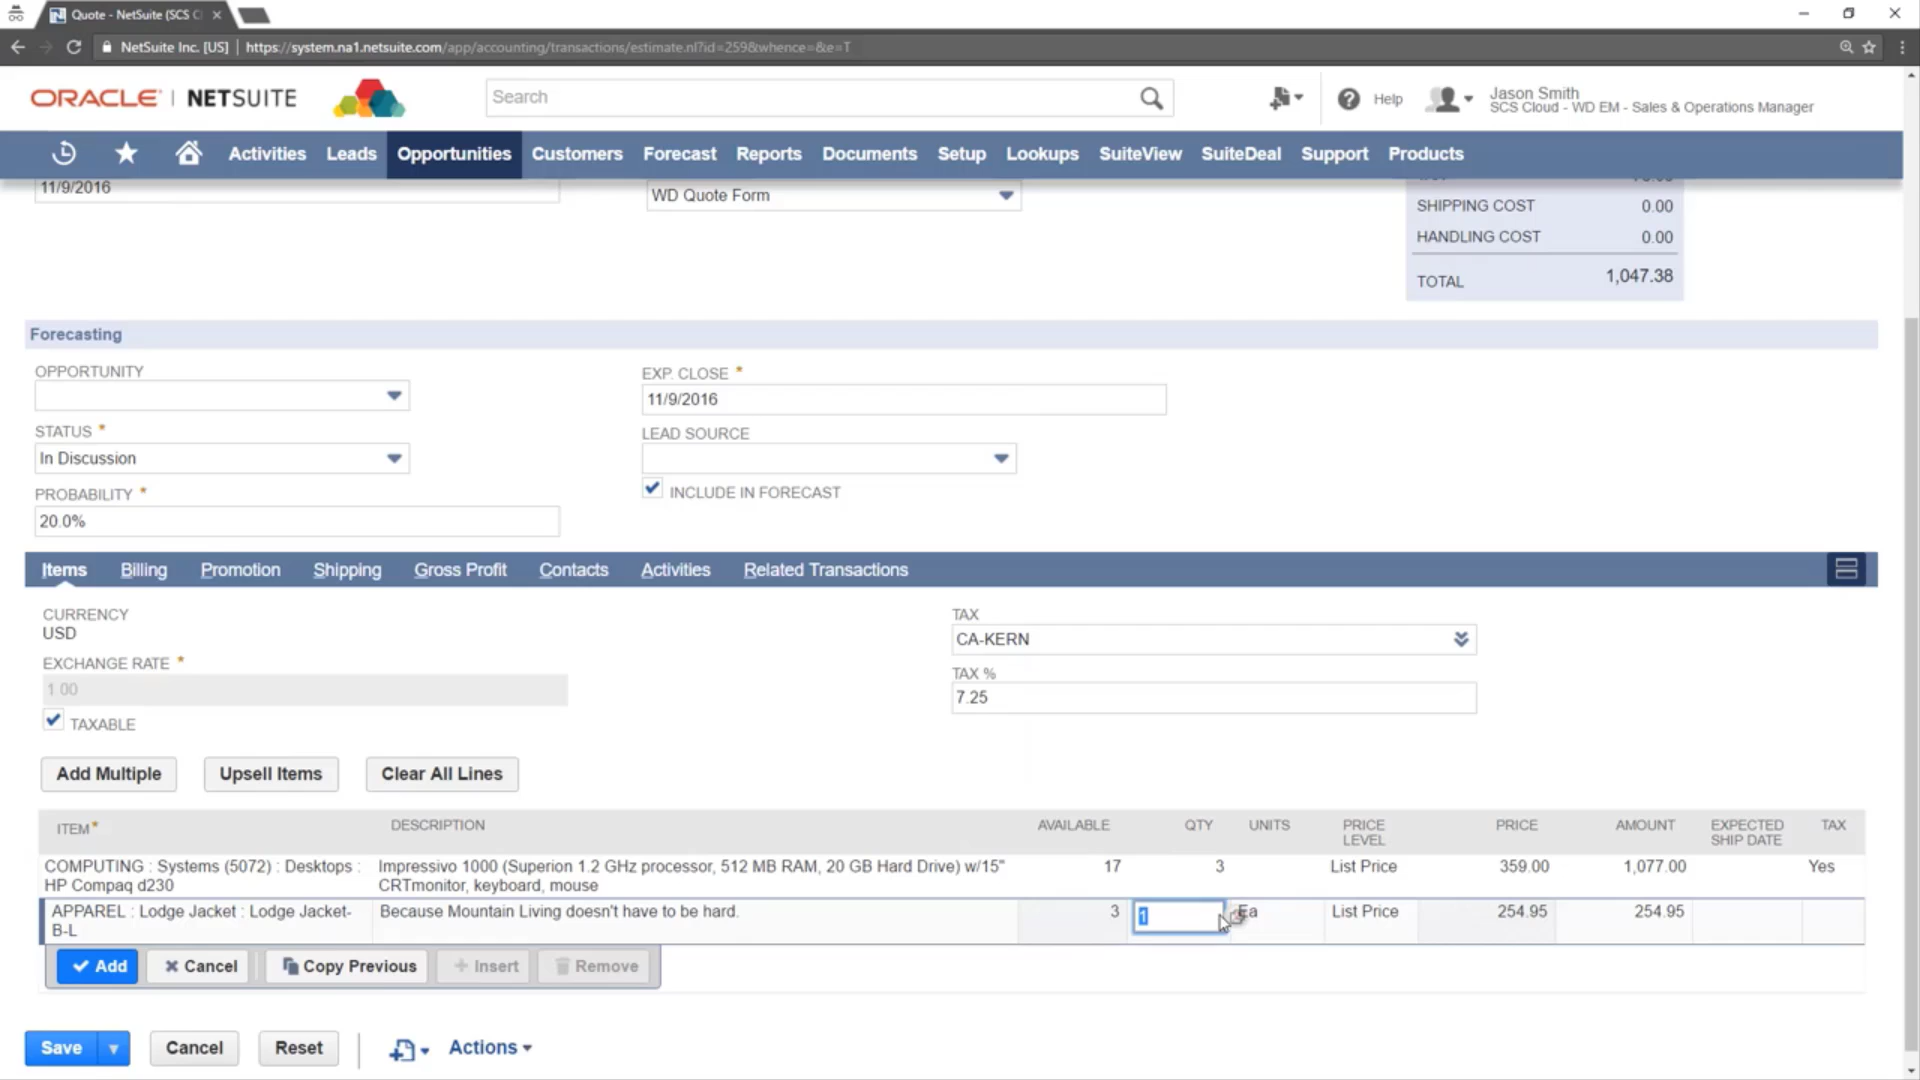 Quote - NetSuite (SCS C
NetSuite Inc. [US] | https://system.na1.netsuite.com/app/accounting/transactions/estimate.nl?id=259&whence=&e=T
ORACLE | NETSUITE
Search
Help
Jason Smith
SCS Cloud - WD EM - Sales & Operations Manager
Activities Leads Opportunities Customers Forecast Reports Documents Setup Lookups SuiteView SuiteDeal Support Products
11/9/2016
WD Quote Form
SHIPPING COST 0.00
HANDLING COST 0.00
TOTAL 1,047.38
Forecasting
OPPORTUNITY
EXP. CLOSE *
11/9/2016
STATUS *
In Discussion
LEAD SOURCE
INCLUDE IN FORECAST
PROBABILITY *
20.0%
Items Billing Promotion Shipping Gross Profit Contacts Activities Related Transactions
CURRENCY
USD
TAX
CA-KERN
EXCHANGE RATE *
1.00
TAX %
7.25
TAXABLE
Add Multiple Upsell Items Clear All Lines
ITEM * DESCRIPTION AVAILABLE QTY UNITS PRICE LEVEL PRICE AMOUNT EXPECTED SHIP DATE TAX
COMPUTING : Systems (5072) : Desktops : Impressivo 1000 (Superion 1.2 GHz processor, 512 MB RAM, 20 GB Hard Drive) w/15" 17 3 List Price 359.00 1,077.00 Yes
HP Compaq d230 CRTmonitor, keyboard, mouse
APPAREL : Lodge Jacket : Lodge Jacket- Because Mountain Living doesn't have to be hard. 3 1 Ea List Price 254.95 254.95
B-L
Add Cancel Copy Previous Insert Remove
Save Cancel Reset Actions